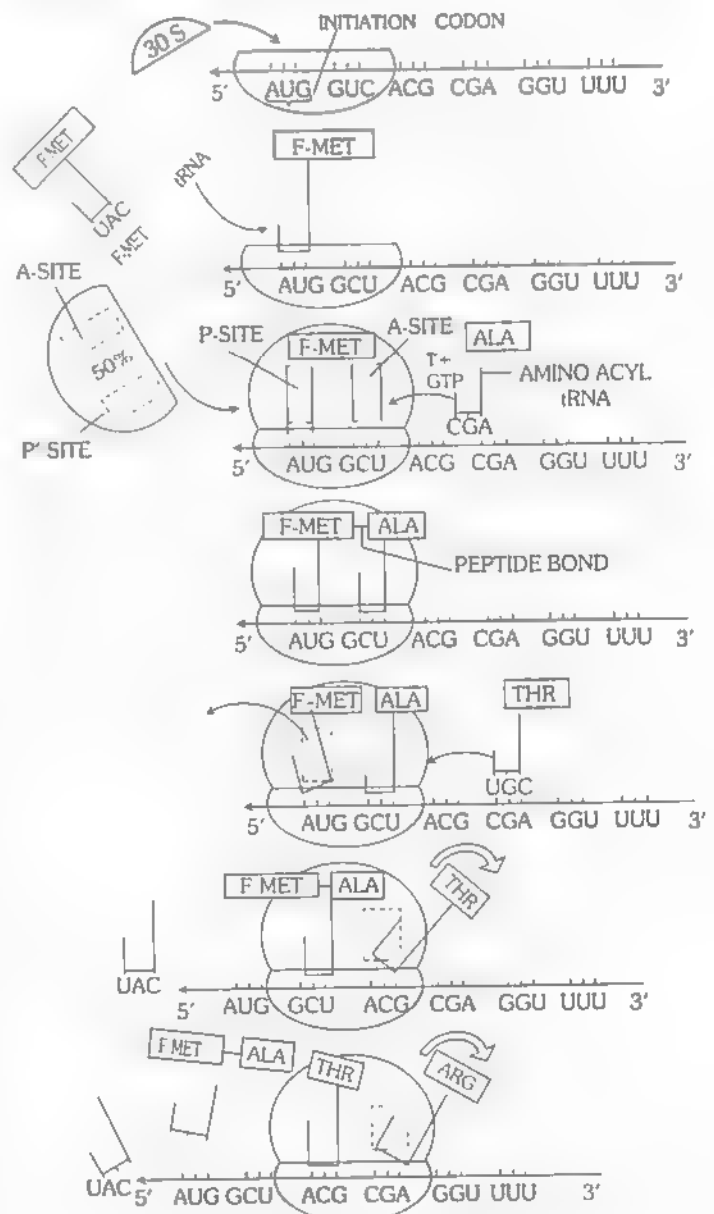 INITIATION CODON
30 S
AUG GUC ACG CGA GGU UUU
5' 3'
F-MET
F-MET
tRNA
UAC
F-MET
A-SITE
AUG GCU ACG CGA GGU UUU
5' 3'
P-SITE A-SITE ALA
F-MET
T+
GTP
AMINO ACYL
tRNA
50%
CGA
P' SITE
5' AUG GCU ACG CGA GGU UUU 3'
F-MET ALA
PEPTIDE BOND
5' AUG GCU ACG CGA GGU UUU 3'
F-MET ALA THR
UGC
5' AUG GCU ACG CGA GGU UUU 3'
F MET ALA THR
UAC
5' AUG GCU ACG CGA GGU UUU 3'
F MET ALA THR ARG
UAC 5' AUG GCU ACG CGA GGU UUU 3'